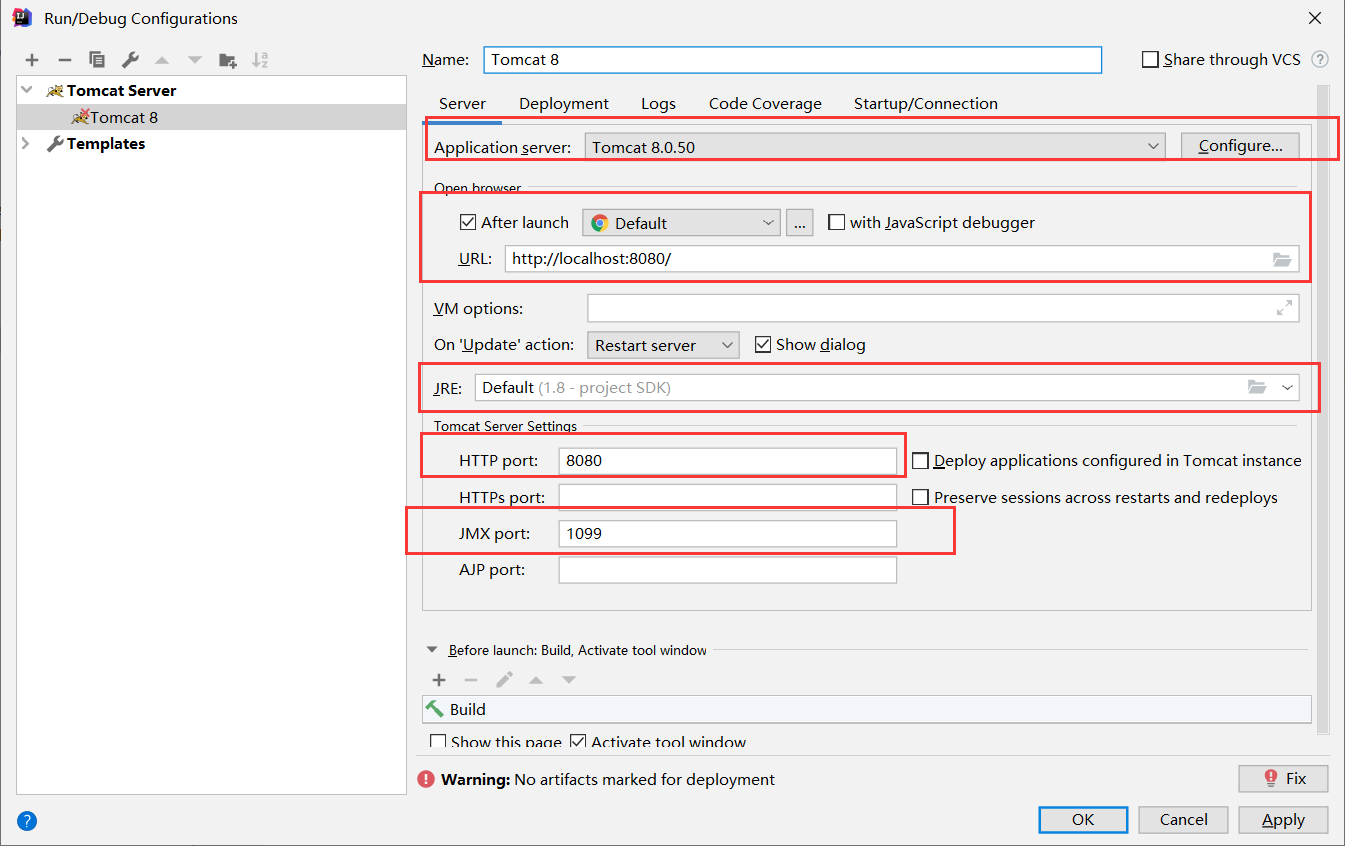 Run/Debug Configurations
Tomcat Server
Tomcat 8
Templates
Name: Tomcat 8 Share through VCS ?
Server Deployment Logs Code Coverage Startup/Connection
Application server: Tomcat 8.0.50 Configure...
Open browser
After launch Default ... with JavaScript debugger
URL: http://localhost:8080/
VM options:
On 'Update' action: Restart server Show dialog
JRE: Default (1.8 - project SDK)
Tomcat Server Settings
HTTP port: 8080 Deploy applications configured in Tomcat instance
HTTPs port: Preserve sessions across restarts and redeploys
JMX port: 1099
AJP port:
Before launch: Build, Activate tool window
Build
Show this page Activate tool window
Warning: No artifacts marked for deployment Fix
? OK Cancel Apply